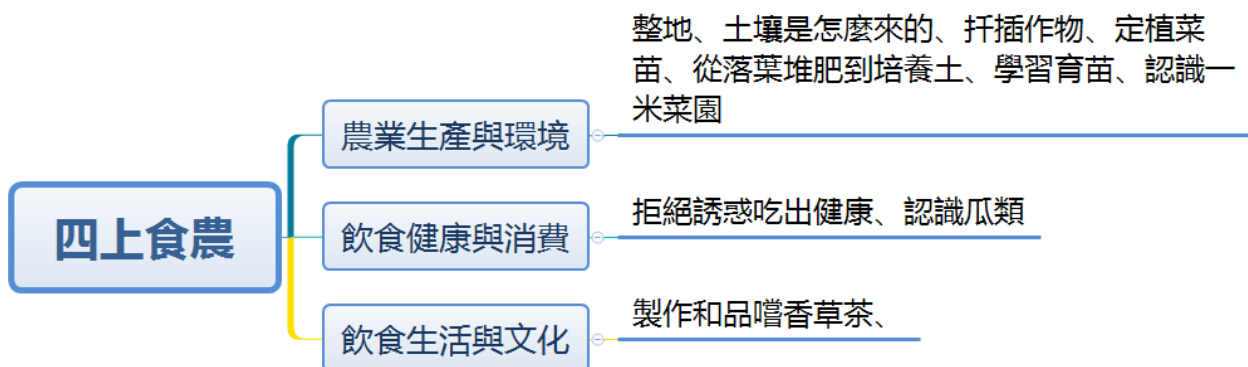 四上食農
農業生產與環境
整地、土壤是怎麼來的、扦插作物、定植菜
苗、從落葉堆肥到培養土、學習育苗、認識一
米菜園
飲食健康與消費
拒絕誘惑吃出健康、認識瓜類
飲食生活與文化
製作和品嚐香草茶、